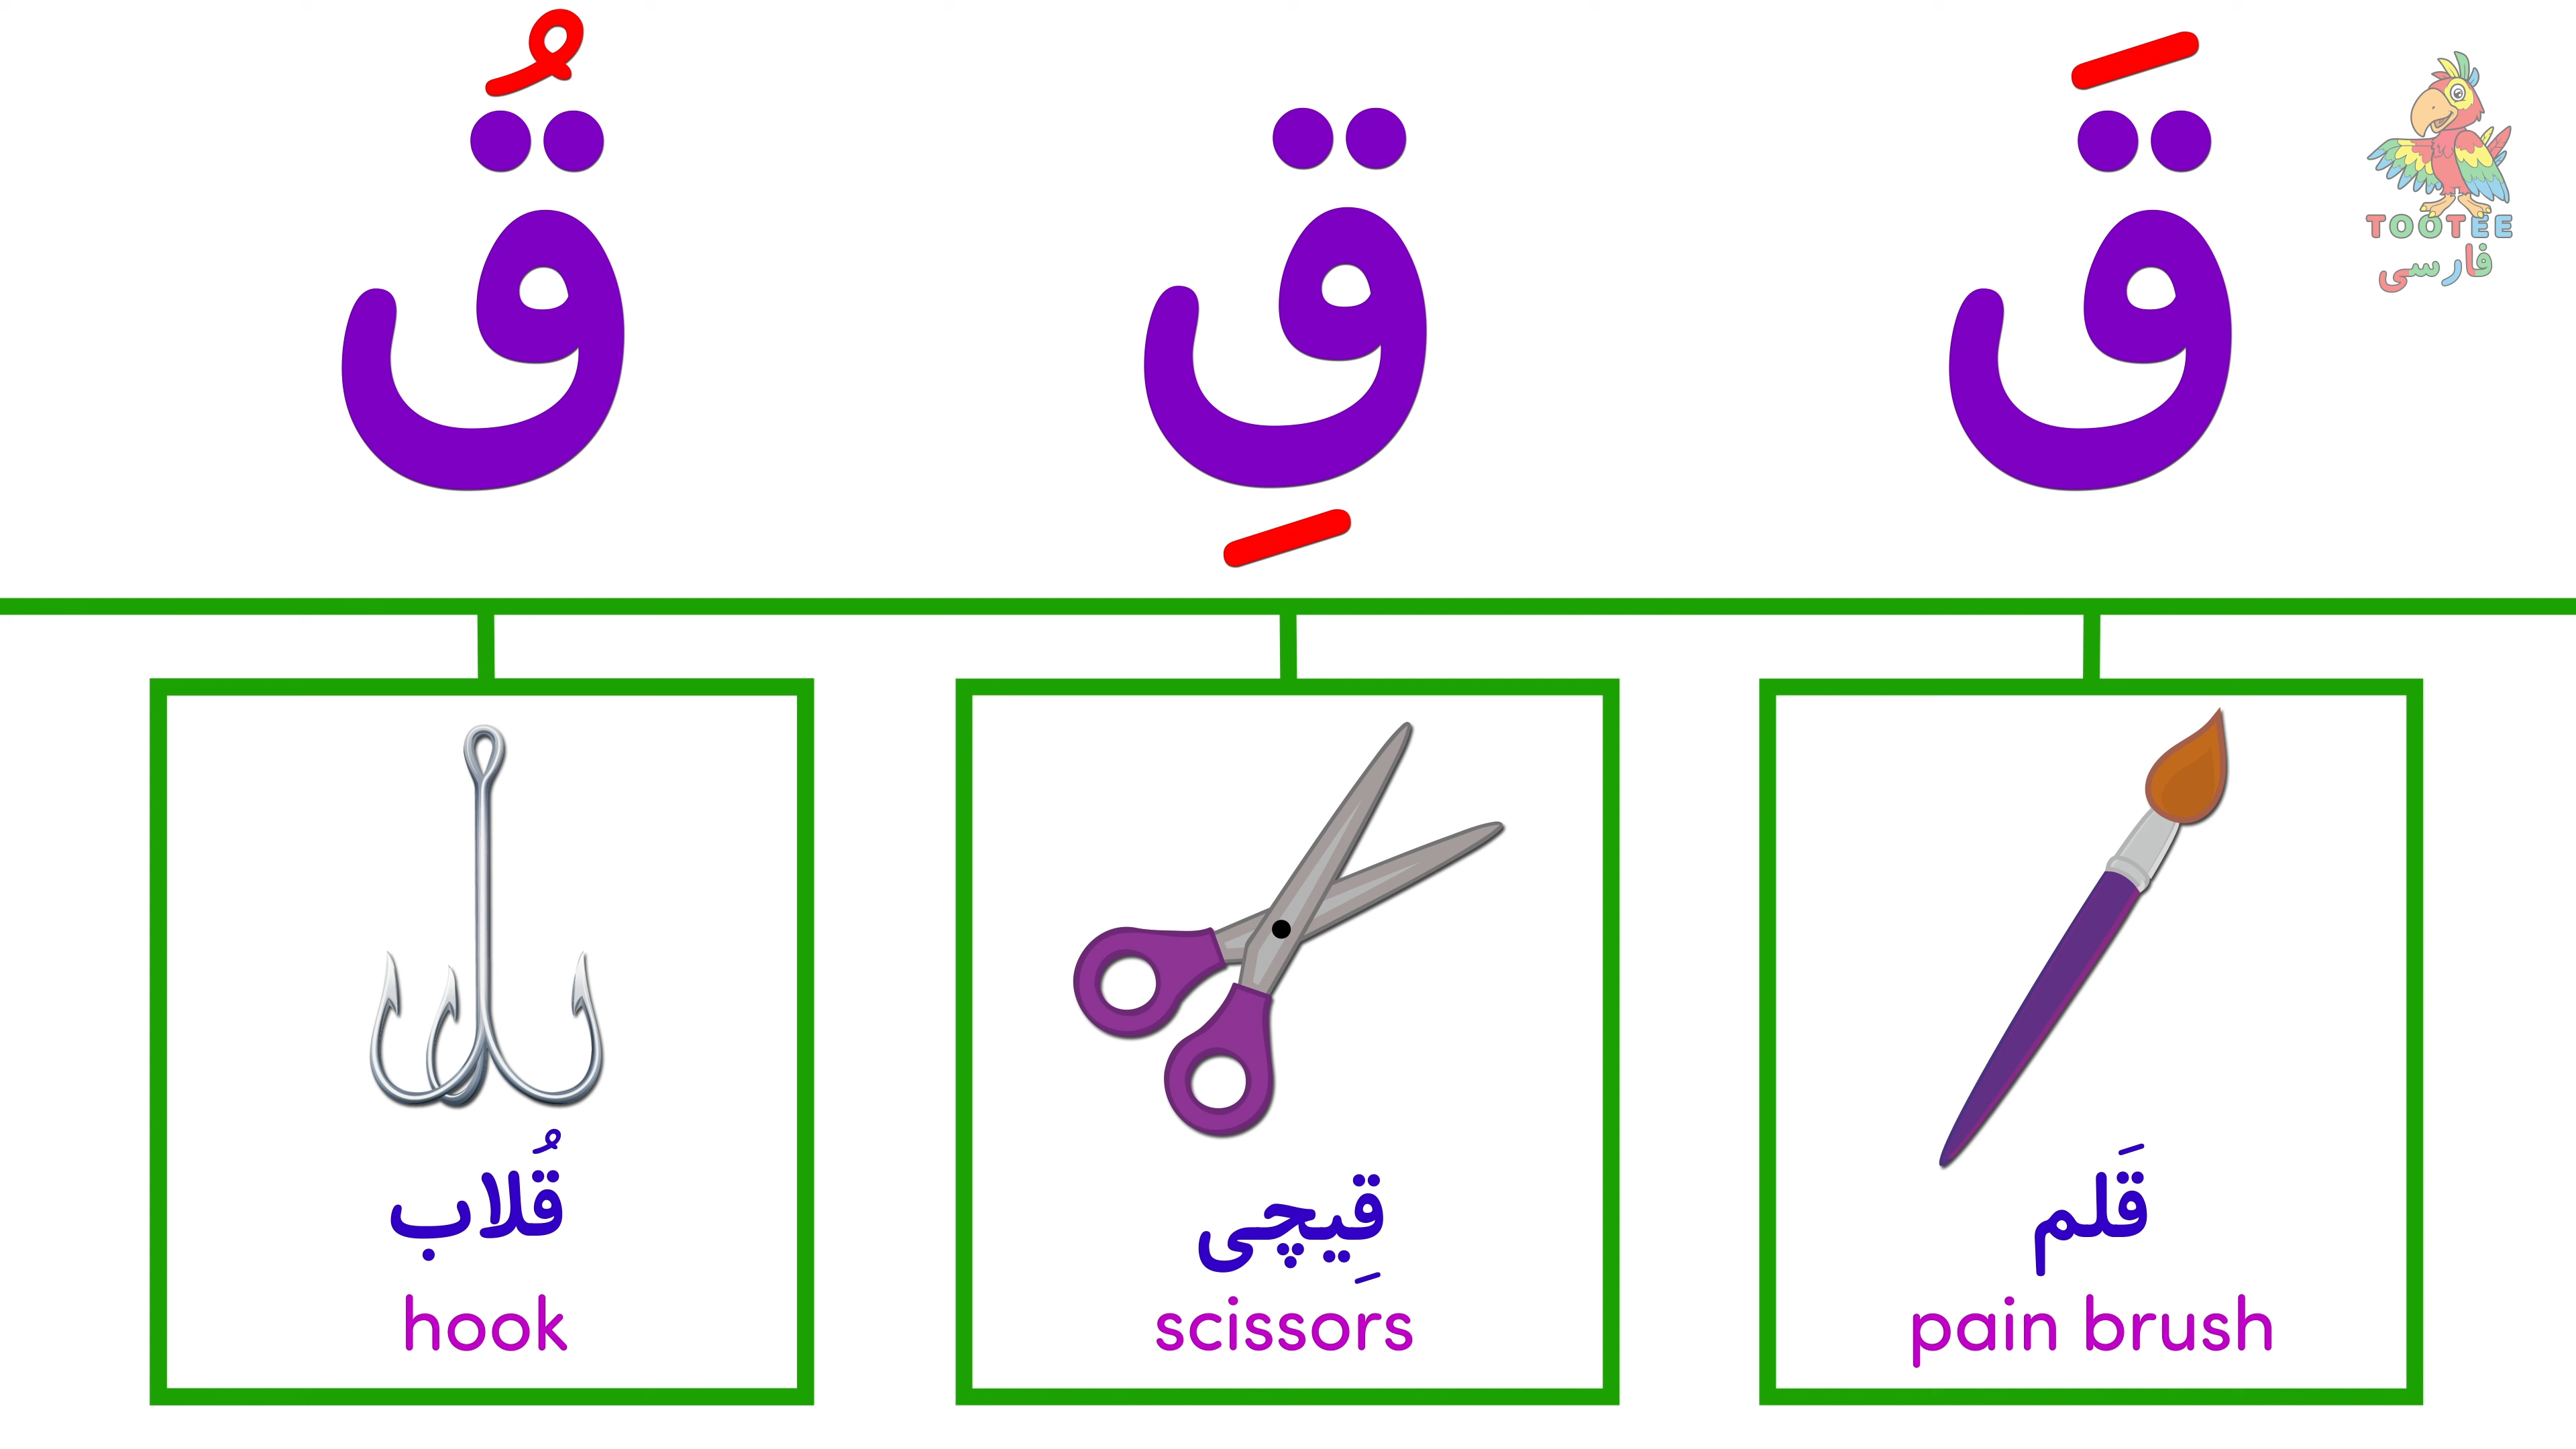 قَ قِ قُ
TOOTEE
فارسی
قَلم
pain brush
قِیچی
scissors
قُلاب
hook